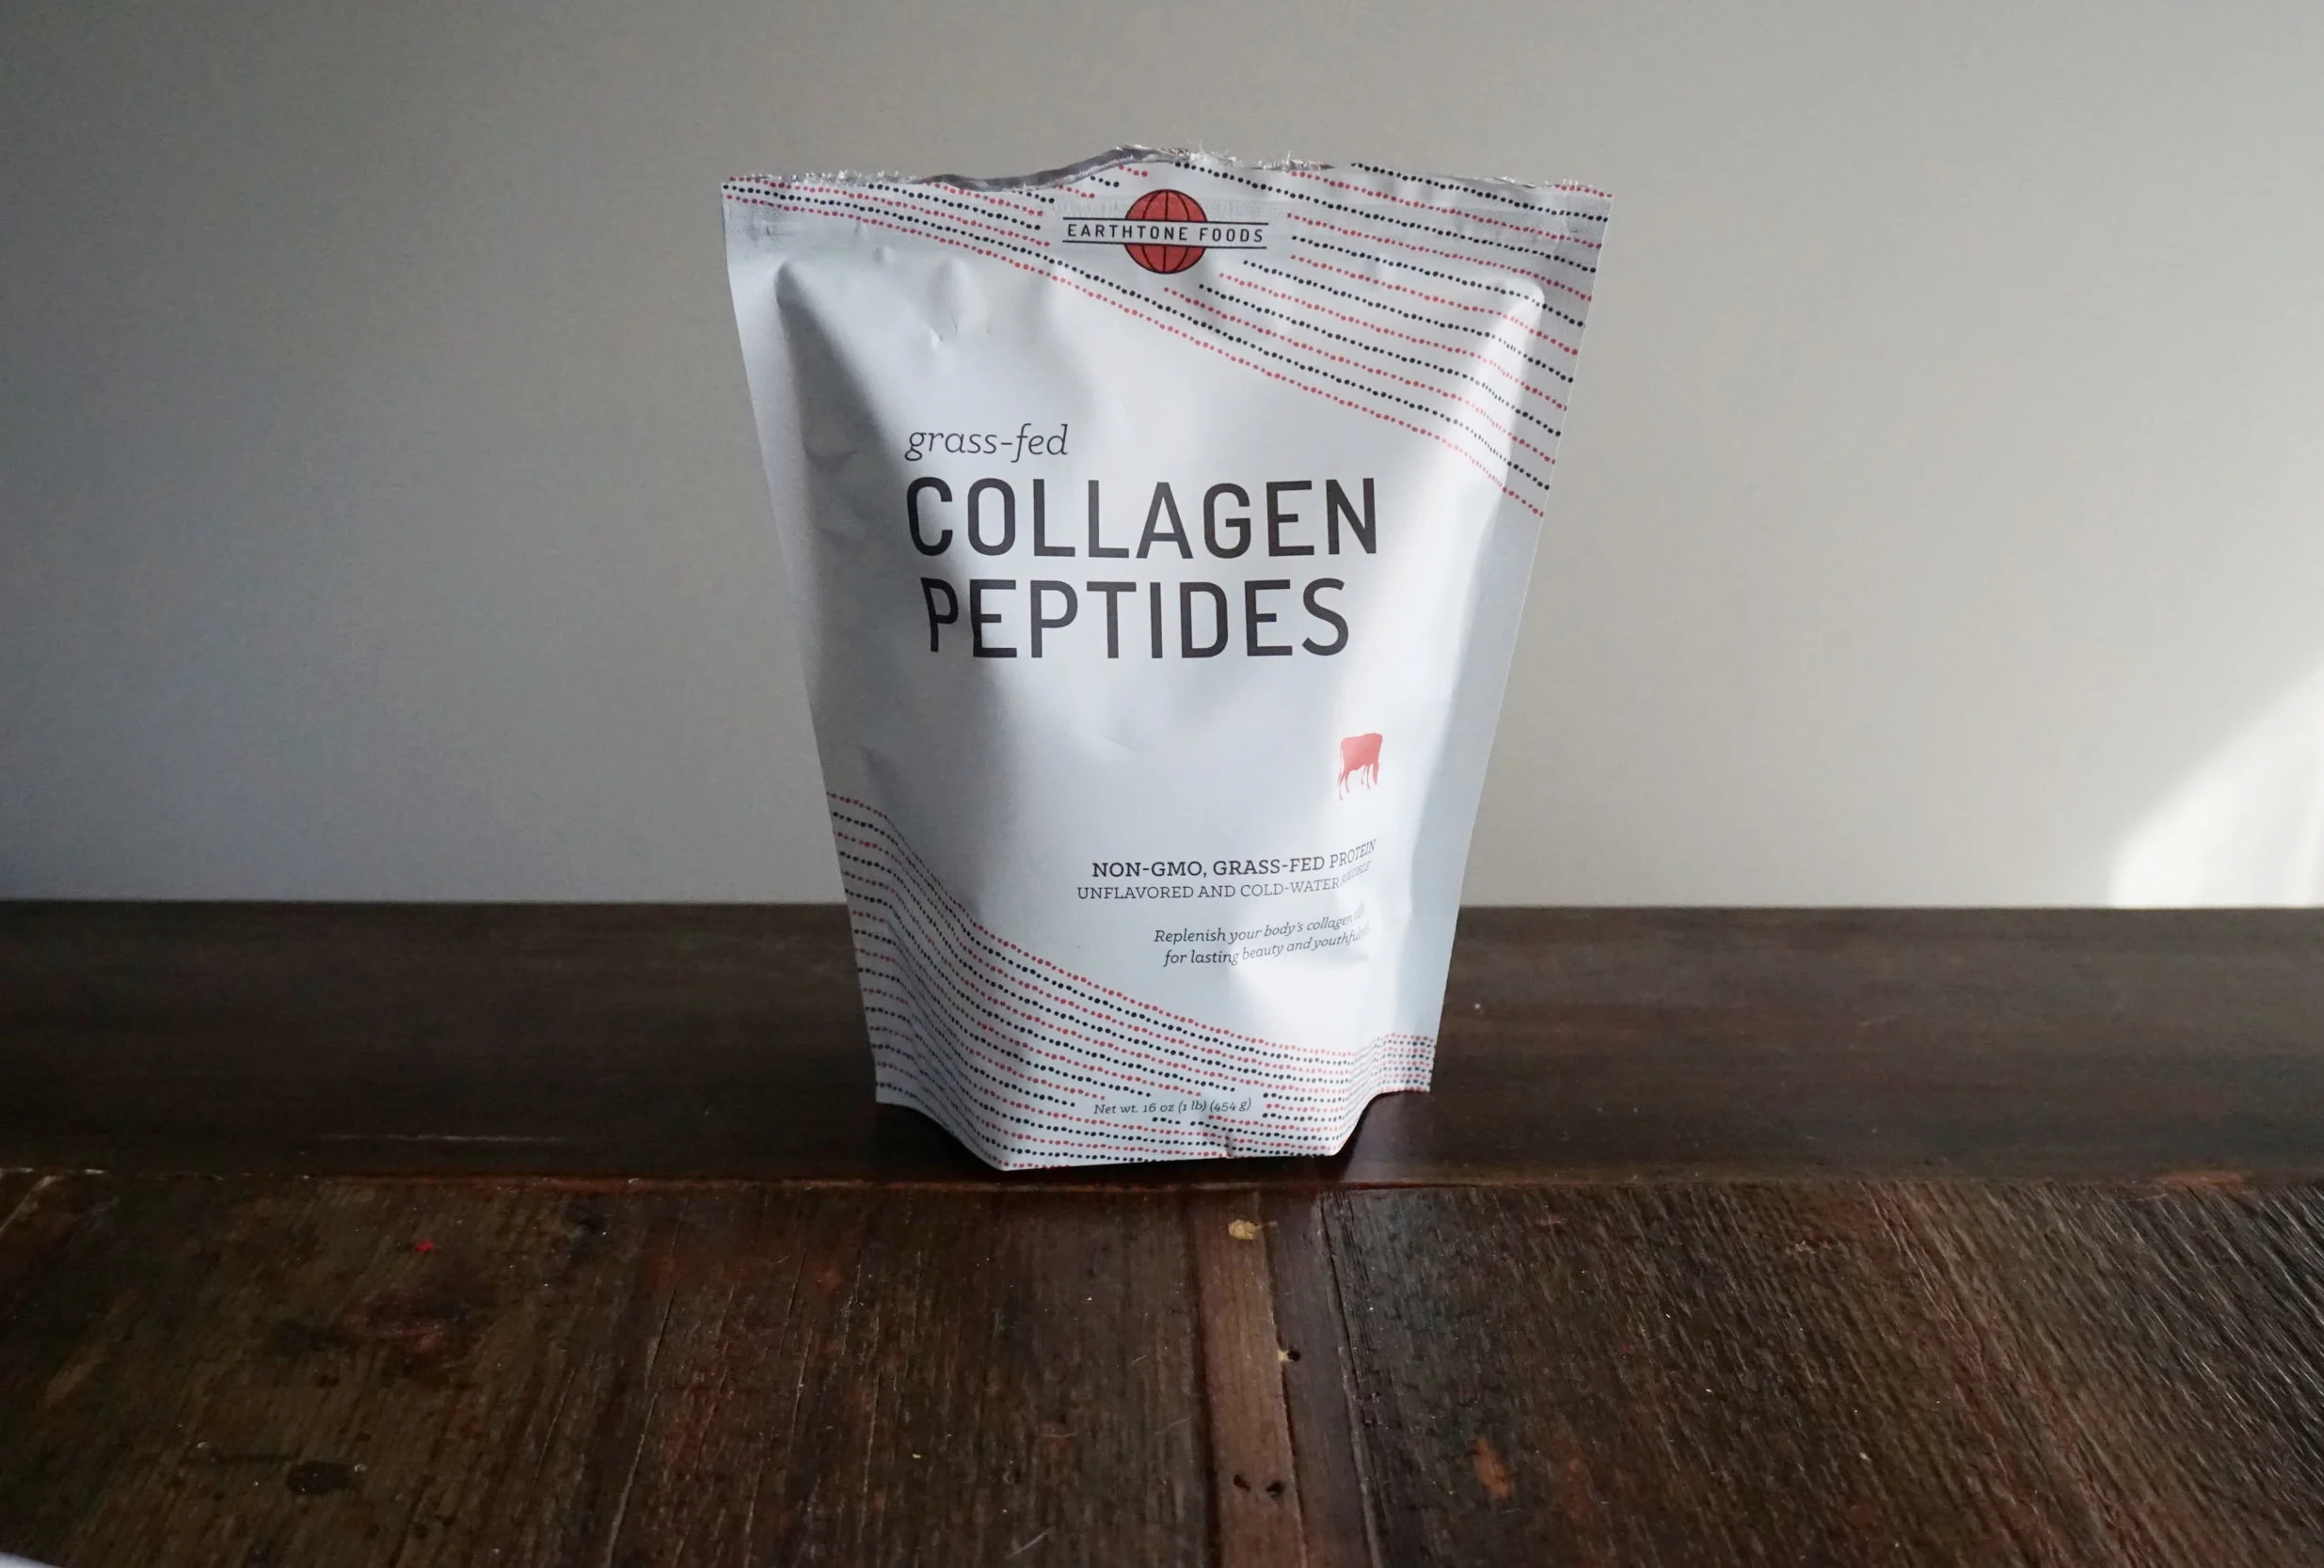 EARTHTONE FOODS
grass-fed
COLLAGEN
PEPTIDES
NON-GMO, GRASS-FED PROTEIN
UNFLAVORED AND COLD-WATER SOLUBLE
Replenish your body's collagen
for lasting beauty and
Net wt. 16 oz (1 lb) (454 g)